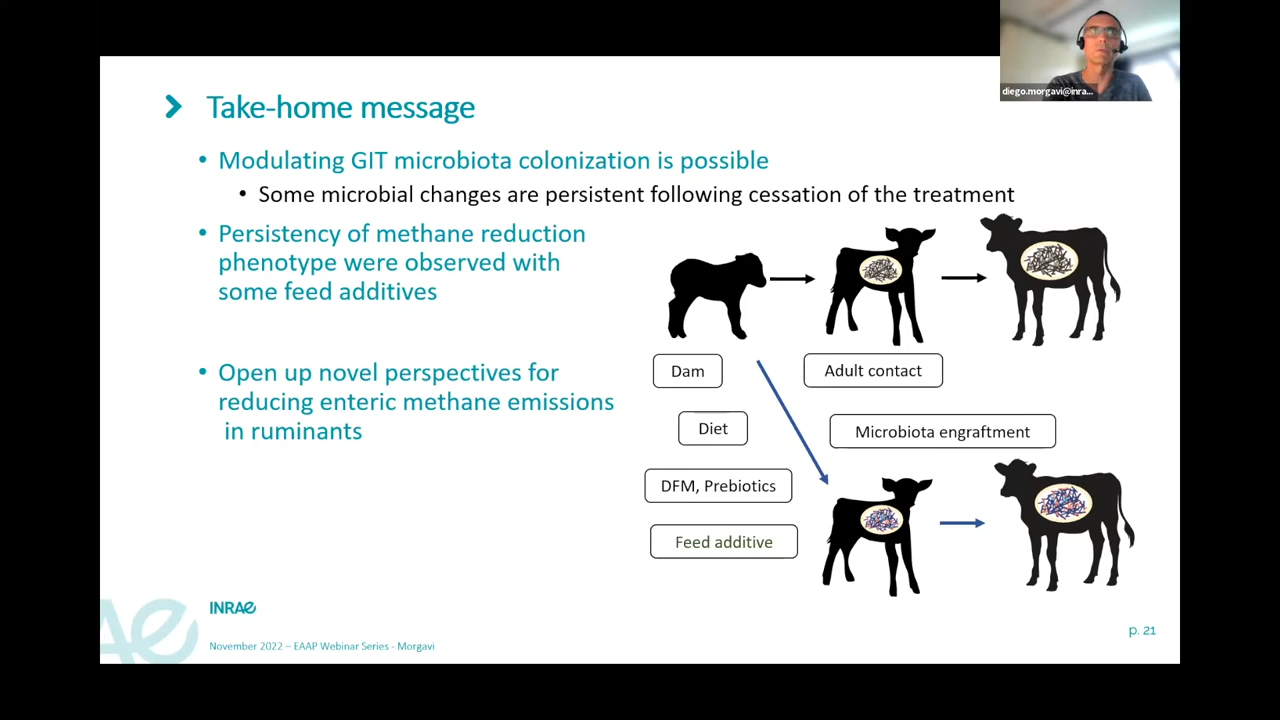 diego.morgavi@inra...
Take-home message
• Modulating GIT microbiota colonization is possible
• Some microbial changes are persistent following cessation of the treatment
• Persistency of methane reduction
phenotype were observed with
some feed additives
• Open up novel perspectives for
reducing enteric methane emissions
in ruminants
Dam
Adult contact
Diet
Microbiota engraftment
DFM, Prebiotics
Feed additive
INRAE
November 2022 – EAAP Webinar Series - Morgavi
p. 21